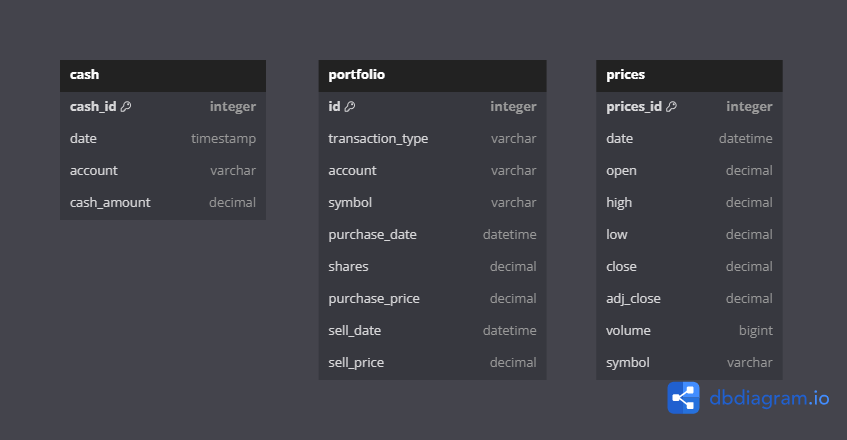 cash
cash_id integer
date timestamp
account varchar
cash_amount decimal
portfolio
id integer
transaction_type varchar
account varchar
symbol varchar
purchase_date datetime
shares decimal
purchase_price decimal
sell_date datetime
sell_price decimal
prices
prices_id integer
date datetime
open decimal
high decimal
low decimal
close decimal
adj_close decimal
volume bigint
symbol varchar
dbdiagram.io